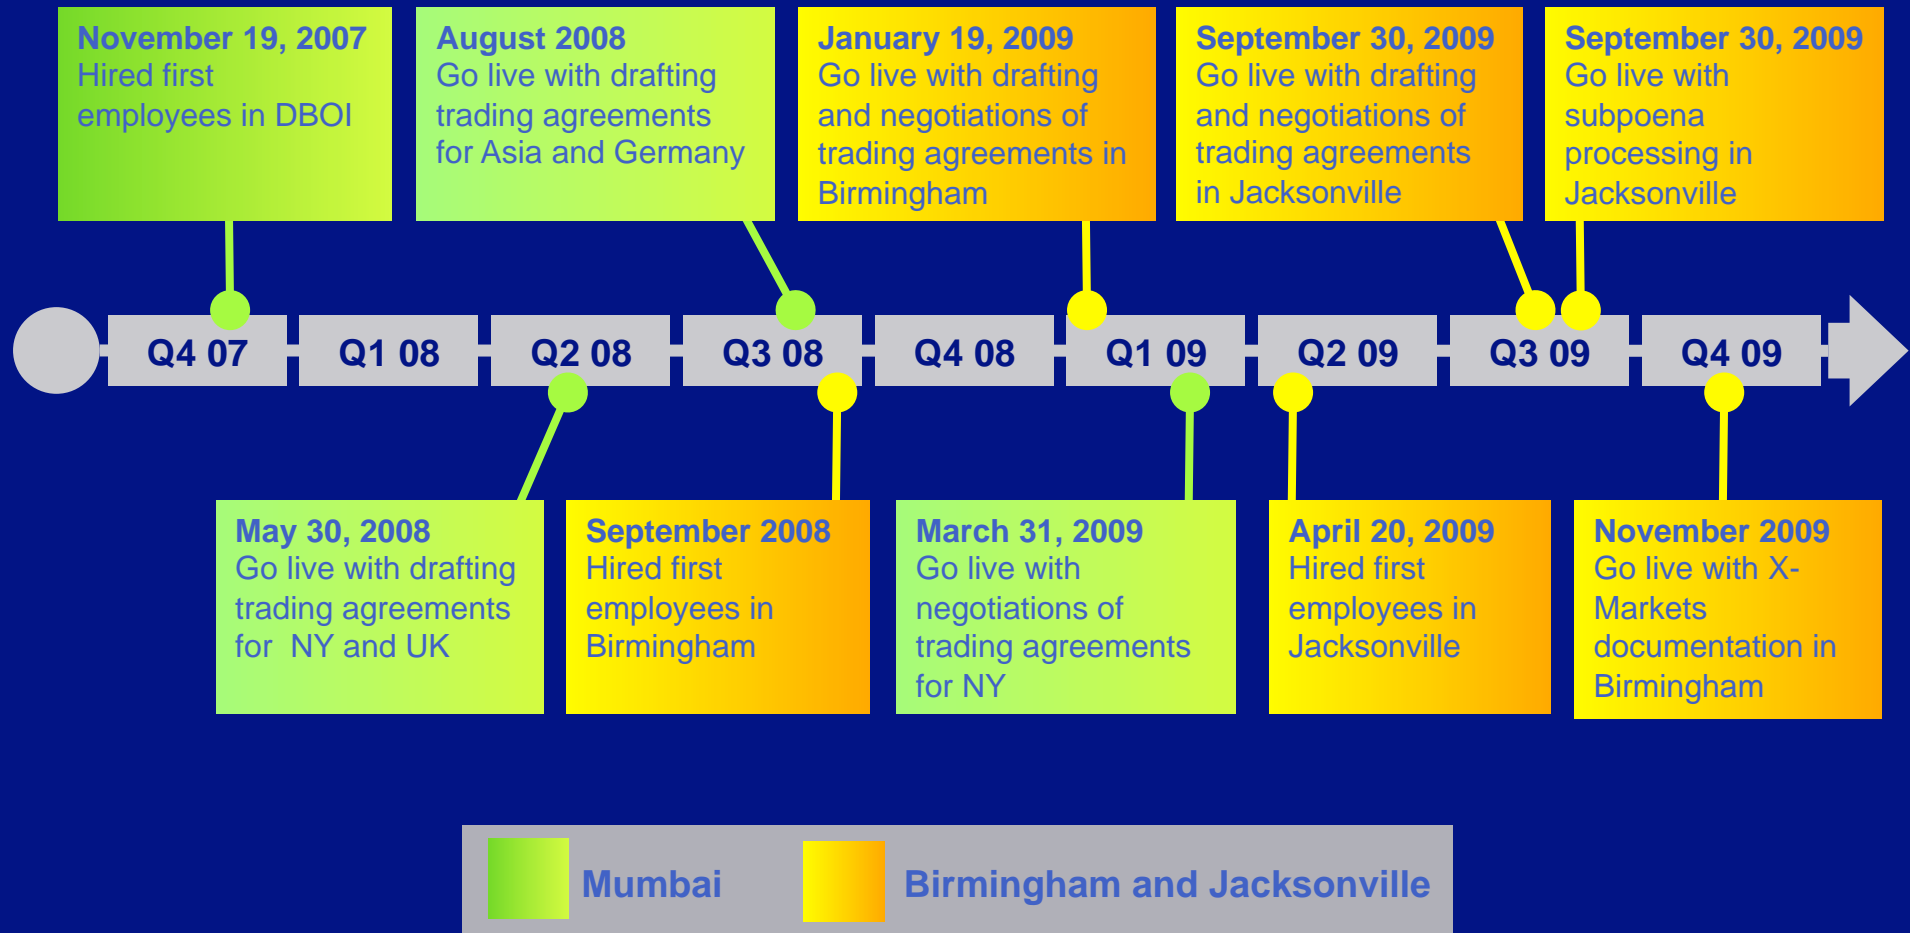 November 19, 2007
Hired first
employees in DBOI
August 2008
Go live with drafting
trading agreements
for Asia and Germany
January 19, 2009
Go live with drafting
and negotiations of
trading agreements in
Birmingham
September 30, 2009
Go live with drafting
and negotiations of
trading agreements
in Jacksonville
September 30, 2009
Go live with
subpoena
processing in
Jacksonville
Q4 07
Q1 08
Q2 08
Q3 08
Q4 08
Q1 09
Q2 09
Q3 09
Q4 09
May 30, 2008
Go live with drafting
trading agreements
for  NY and UK
September 2008
Hired first
employees in
Birmingham
March 31, 2009
Go live with
negotiations of
trading agreements
for NY
April 20, 2009
Hired first
employees in
Jacksonville
November 2009
Go live with X-
Markets
documentation in
Birmingham
Mumbai
Birmingham and Jacksonville